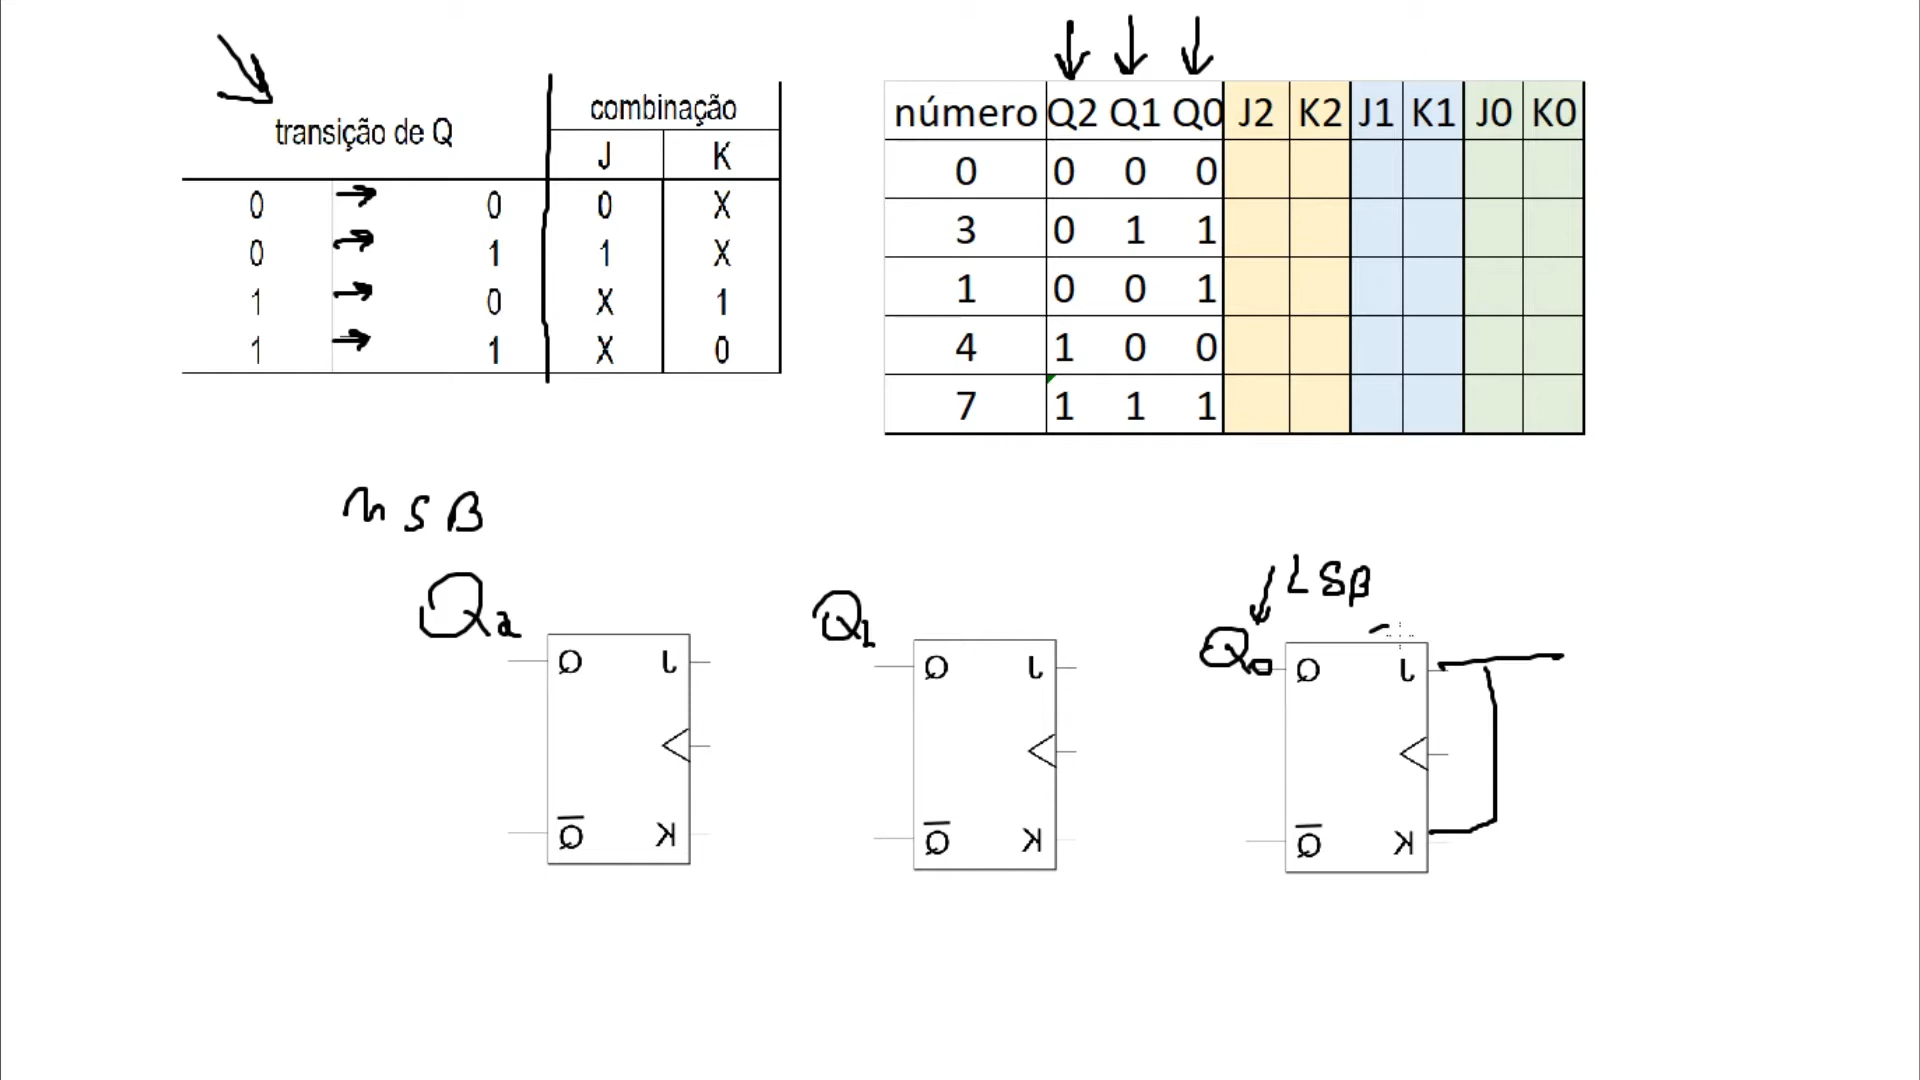 transição de Q combinação
J K
0 0 0 X
0 1 1 X
1 0 X 1
1 1 X 0
número Q2 Q1 Q0 J2 K2 J1 K1 J0 K0
0 0 0 0
3 0 1 1
1 0 0 1
4 1 0 0
7 1 1 1
MSB
LSB
Q2
Q1
Q0
Q J
Q̅ K
Q J
Q̅ K
Q J
Q̅ K